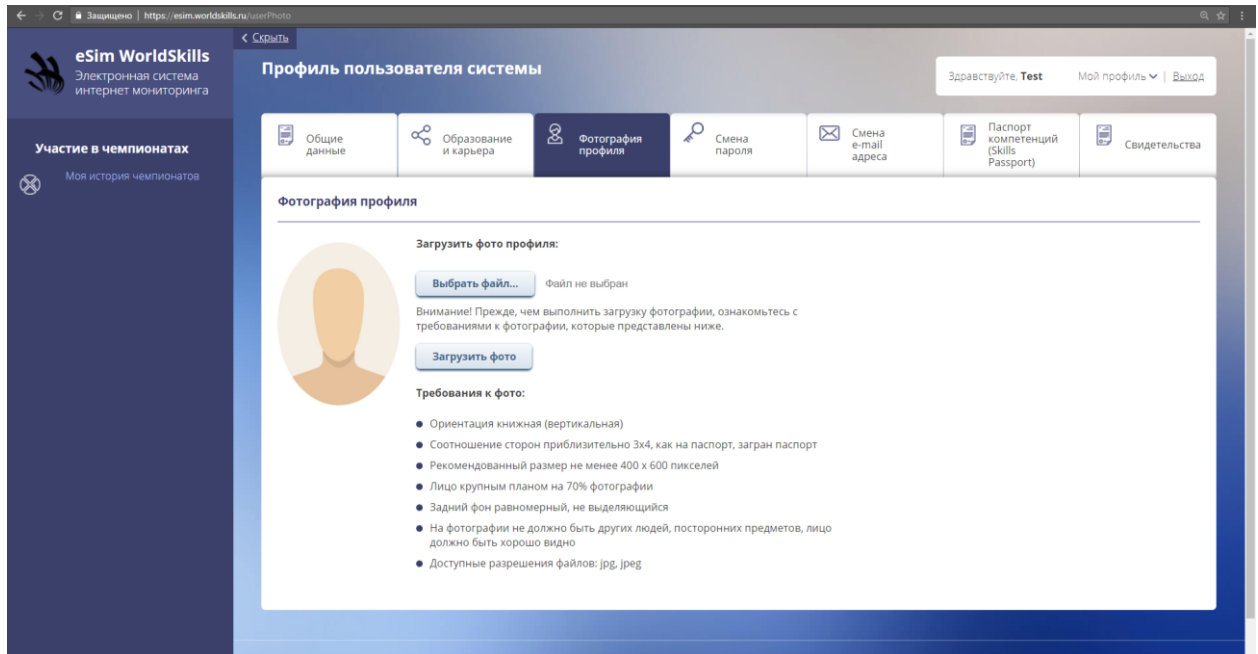 Защищено | https://esim.worldskills.ru/userPhoto
eSim WorldSkills
Электронная система
интернет мониторинга
Участие в чемпионатах
Моя история чемпионатов
Скрыть
Профиль пользователя системы
Здравствуйте, Test
Мой профиль | Выход
Общие
данные
Образование
и карьера
Фотография
профиля
Смена
пароля
Смена
e-mail
адреса
Паспорт
компетенций
(Skills
Passport)
Свидетельства
Фотография профиля
Загрузить фото профиля:
Выбрать файл... Файл не выбран
Внимание! Прежде, чем выполнить загрузку фотографии, ознакомьтесь с
требованиями к фотографии, которые представлены ниже.
Загрузить фото
Требования к фото:
Ориентация книжная (вертикальная)
Соотношение сторон приблизительно 3х4, как на паспорт, загран паспорт
Рекомендованный размер не менее 400 х 600 пикселей
Лицо крупным планом на 70% фотографии
Задний фон равномерный, не выделяющийся
На фотографии не должно быть других людей, посторонних предметов, лицо
должно быть хорошо видно
Доступные разрешения файлов: jpg, jpeg